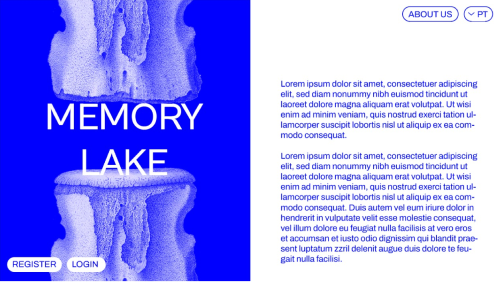 ABOUT US
PT
MEMORY
LAKE
REGISTER
LOGIN
Lorem ipsum dolor sit amet, consectetuer adipiscing
elit, sed diam nonummy nibh euismod tincidunt ut
laoreet dolore magna aliquam erat volutpat. Ut wisi
enim ad minim veniam, quis nostrud exerci tation ul-
lamcorper suscipit lobortis nisl ut aliquip ex ea com-
modo consequat.
Lorem ipsum dolor sit amet, consectetuer adipiscing
elit, sed diam nonummy nibh euismod tincidunt ut
laoreet dolore magna aliquam erat volutpat. Ut wisi
enim ad minim veniam, quis nostrud exerci tation ul-
lamcorper suscipit lobortis nisl ut aliquip ex ea com-
modo consequat. Duis autem vel eum iriure dolor in
hendrerit in vulputate velit esse molestie consequat,
vel illum dolore eu feugiat nulla facilisis at vero eros
et accumsan et iusto odio dignissim qui blandit prae-
sent luptatum zzril delenit augue duis dolore te feu-
gait nulla facilisi.